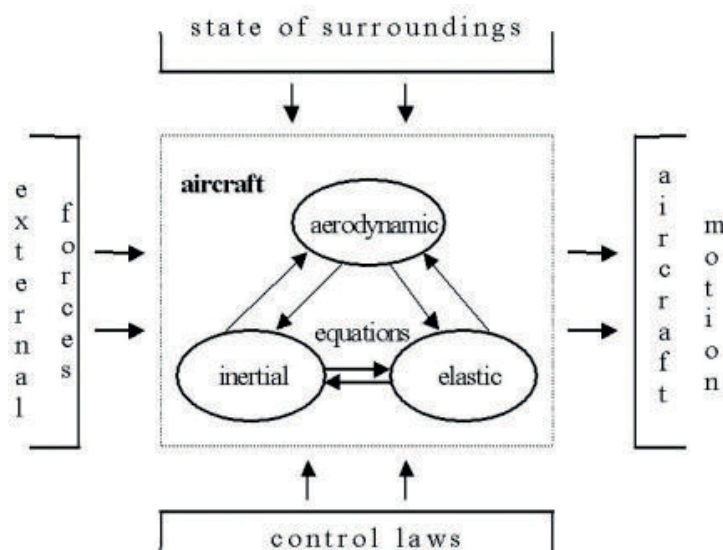 state of surroundings
external
forces
aircraft
aerodynamic
equations
inertial
elastic
aircraft
motion
control laws